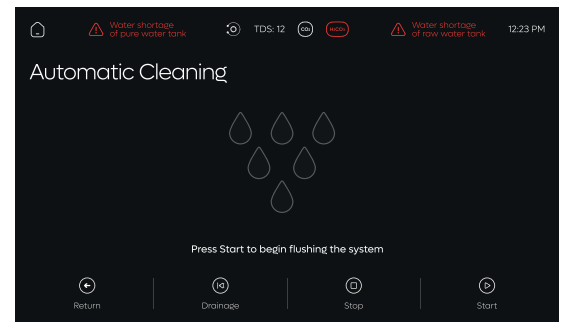 Water shortage
of pure water tank
TDS: 12
CO₂
H₂CO₃
Water shortage
of raw water tank
12:23 PM
Automatic Cleaning
Press Start to begin flushing the system
Return
Drainage
Stop
Start